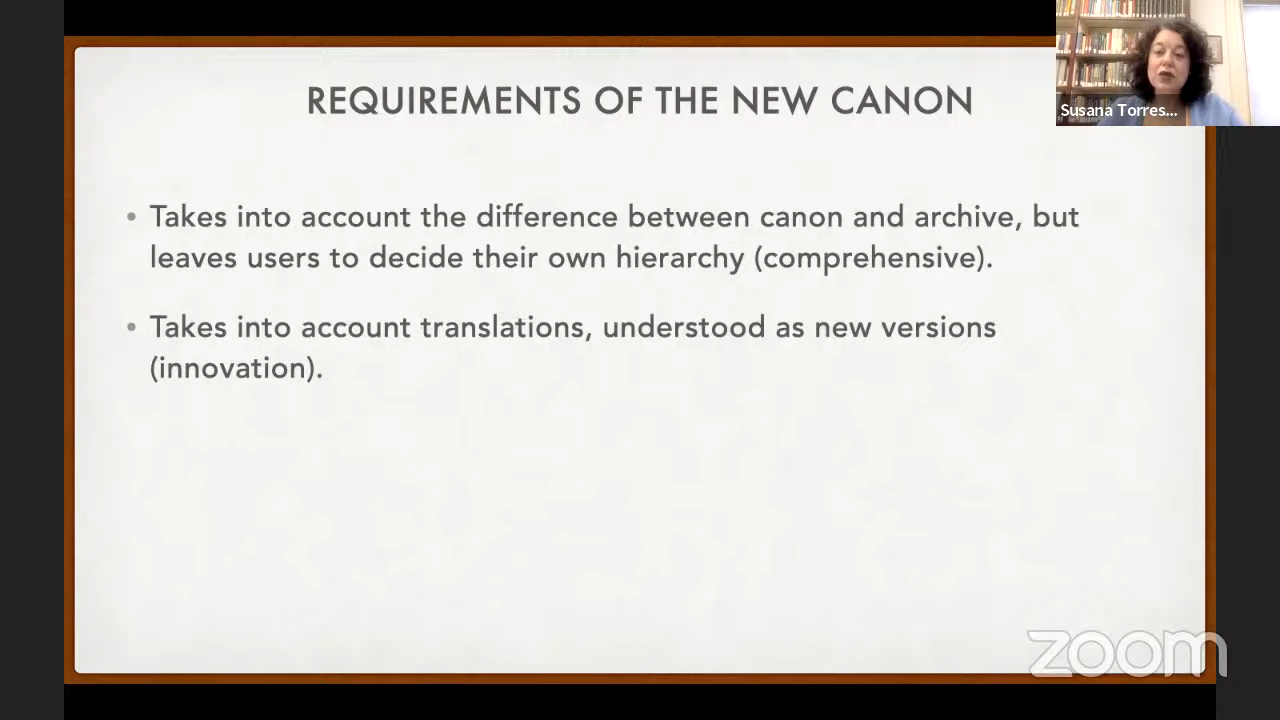 REQUIREMENTS OF THE NEW CANON
Susana Torres...
• Takes into account the difference between canon and archive, but
leaves users to decide their own hierarchy (comprehensive).
• Takes into account translations, understood as new versions
(innovation).
zoom